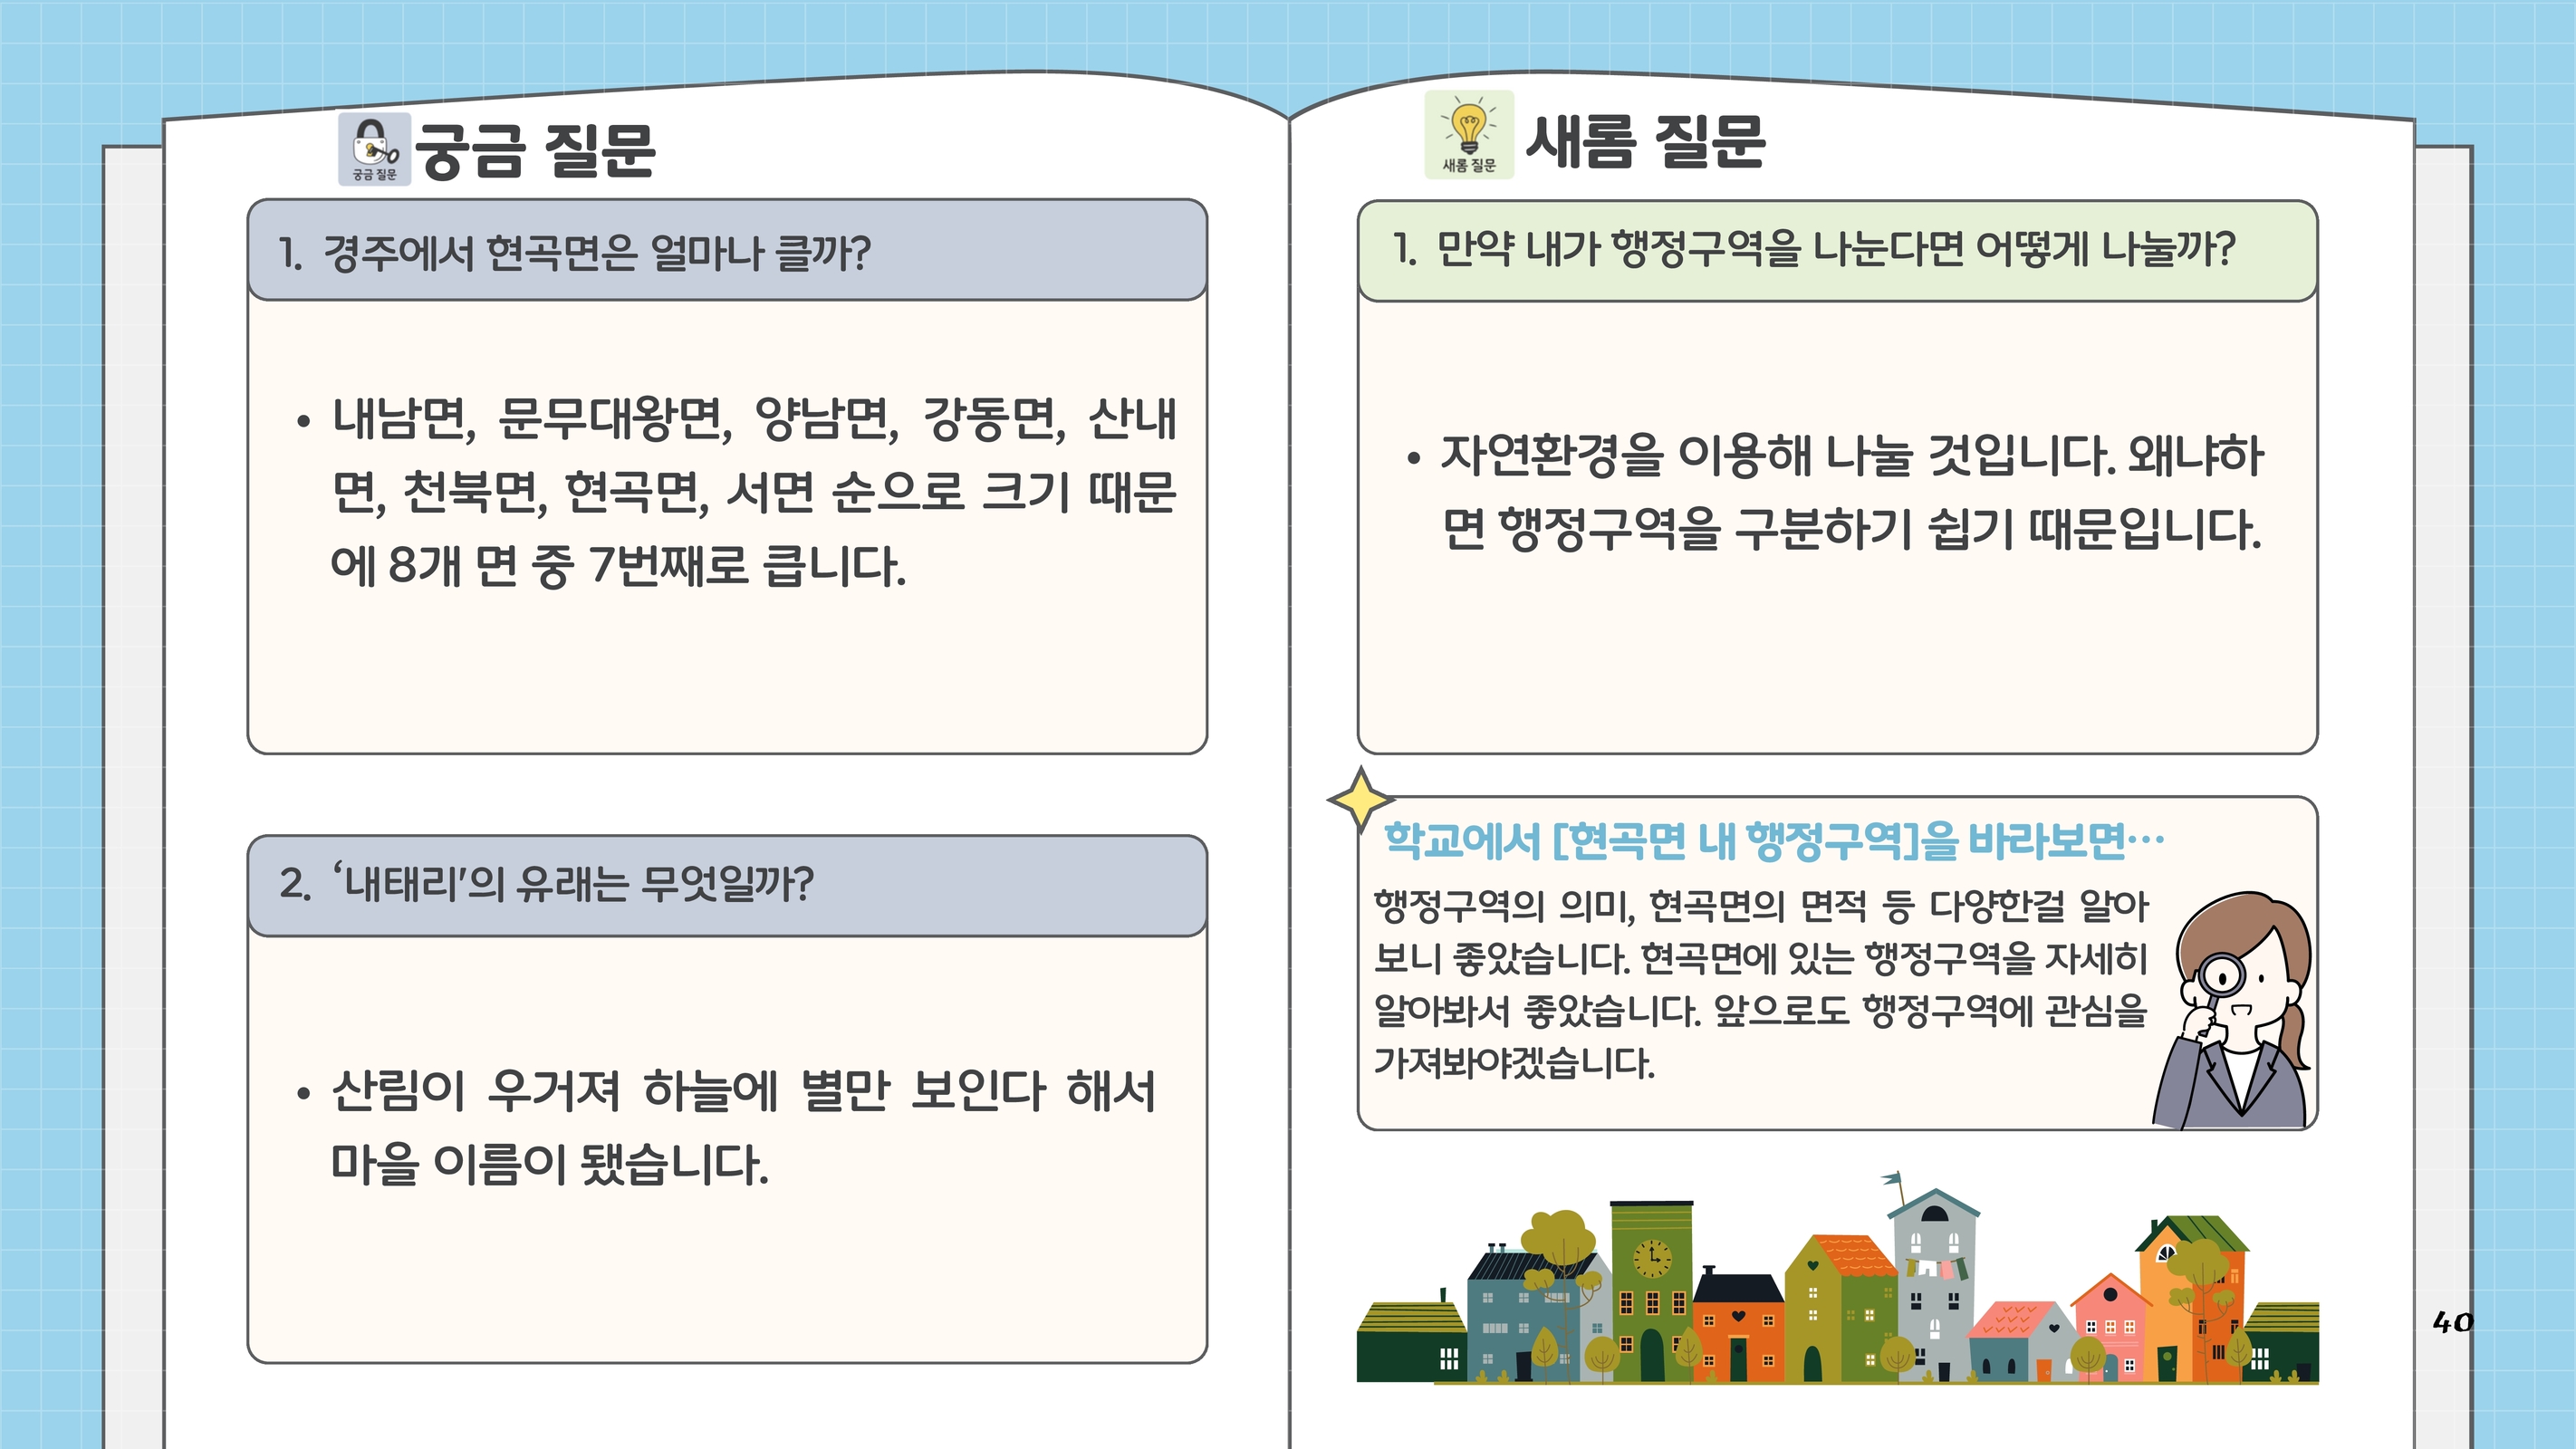 궁금 질문
궁금 질문
1. 경주에서 현곡면은 얼마나 클까?
• 내남면, 문무대왕면, 양남면, 강동면, 산내
면, 천북면, 현곡면, 서면 순으로 크기 때문
에 8개 면 중 7번째로 큽니다.
2. ‘내태리'의 유래는 무엇일까?
• 산림이 우거져 하늘에 별만 보인다 해서
마을 이름이 됐습니다.
새롬 질문
새롬 질문
1. 만약 내가 행정구역을 나눈다면 어떻게 나눌까?
• 자연환경을 이용해 나눌 것입니다. 왜냐하
면 행정구역을 구분하기 쉽기 때문입니다.
학교에서 [현곡면 내 행정구역]을 바라보면…
행정구역의 의미, 현곡면의 면적 등 다양한걸 알아
보니 좋았습니다. 현곡면에 있는 행정구역을 자세히
알아봐서 좋았습니다. 앞으로도 행정구역에 관심을
가져봐야겠습니다.
40